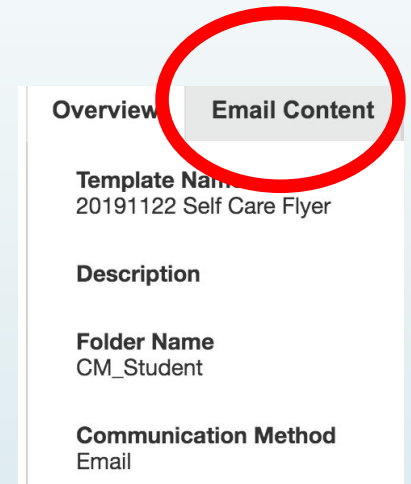 Overview Email Content
Template Name
20191122 Self Care Flyer
Description
Folder Name
CM_Student
Communication Method
Email